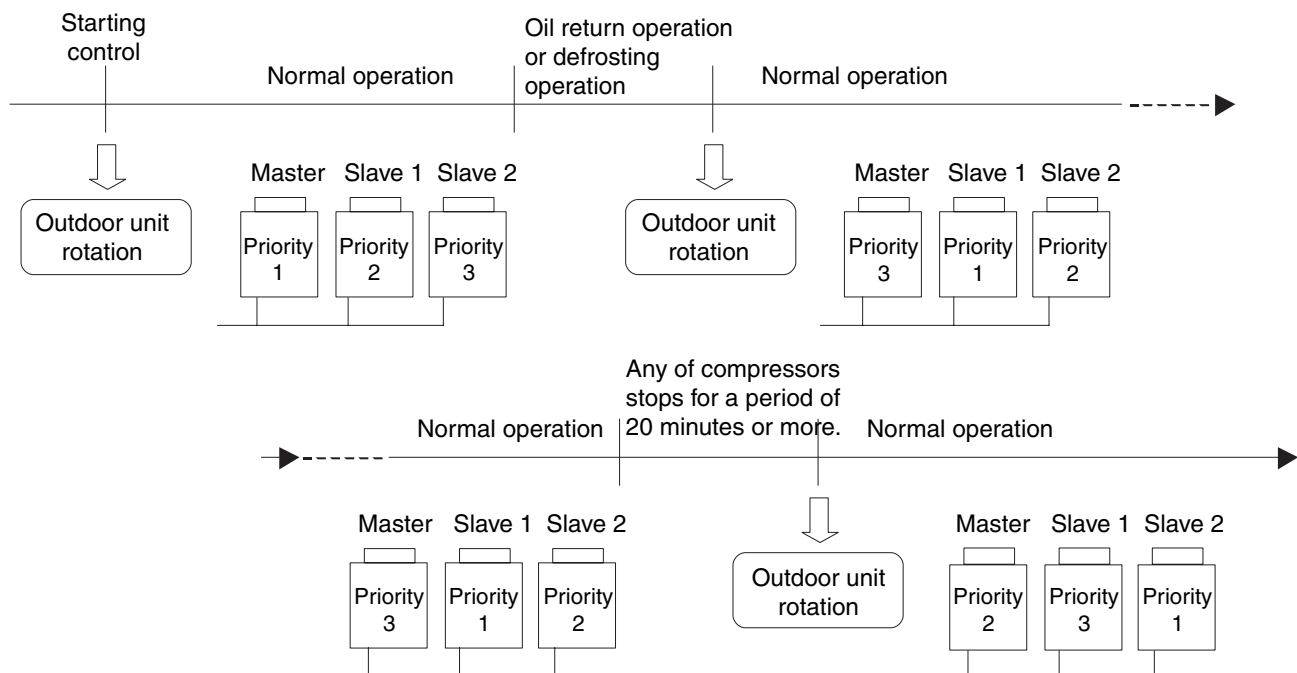 Starting
control
Normal operation
Oil return operation
or defrosting
operation
Normal operation
Outdoor unit
rotation
Master Slave 1 Slave 2
Priority
1
Priority
2
Priority
3
Outdoor unit
rotation
Master Slave 1 Slave 2
Priority
3
Priority
1
Priority
2
Normal operation
Any of compressors
stops for a period of
20 minutes or more.
Normal operation
Master Slave 1 Slave 2
Priority
3
Priority
1
Priority
2
Outdoor unit
rotation
Master Slave 1 Slave 2
Priority
2
Priority
3
Priority
1